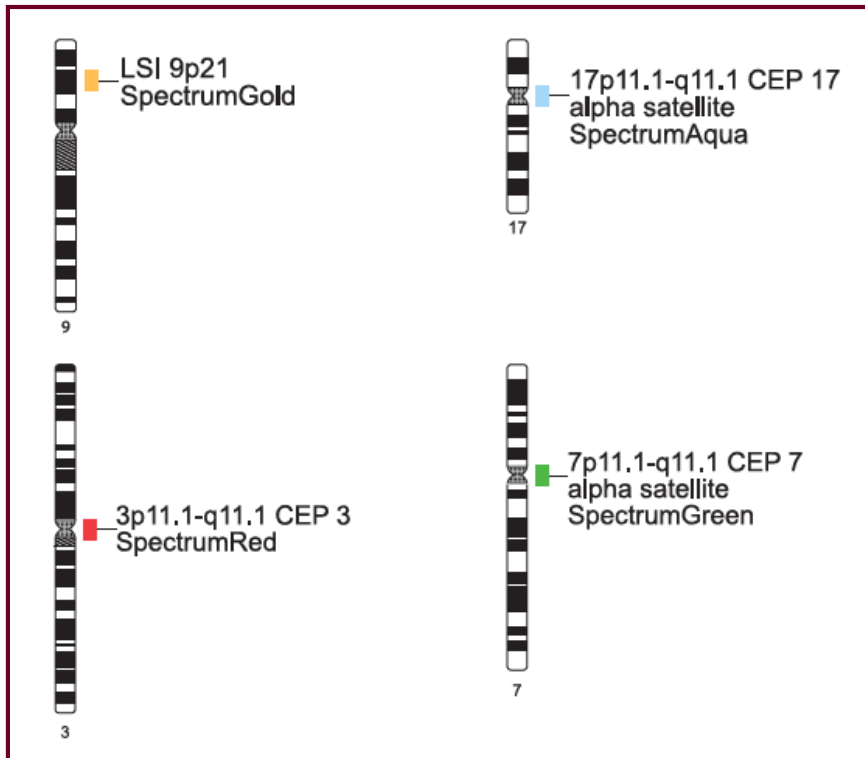 LSI 9p21
SpectrumGold
9
17p11.1-q11.1 CEP 17
alpha satellite
SpectrumAqua
17
3p11.1-q11.1 CEP 3
SpectrumRed
3
7p11.1-q11.1 CEP 7
alpha satellite
SpectrumGreen
7